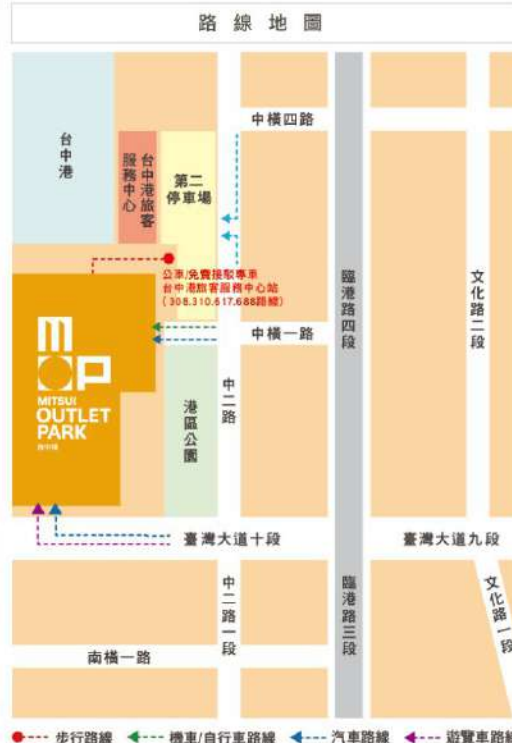 路線地圖
中橫四路
台中港
台中港旅客
服務中心
第二
停車場
公車/免費接駁專車
台中港旅客服務中心站
(308.310.617.688路線)
臨港路四段
文化路二段
中橫一路
MOP
MITSUI
OUTLET
PARK
台中港
中二路
港區公園
臺灣大道十段
臺灣大道九段
中二路一段
臨港路三段
文化路一段
南橫一路
步行路線
機車/自行車路線
汽車路線
遊覽車路線